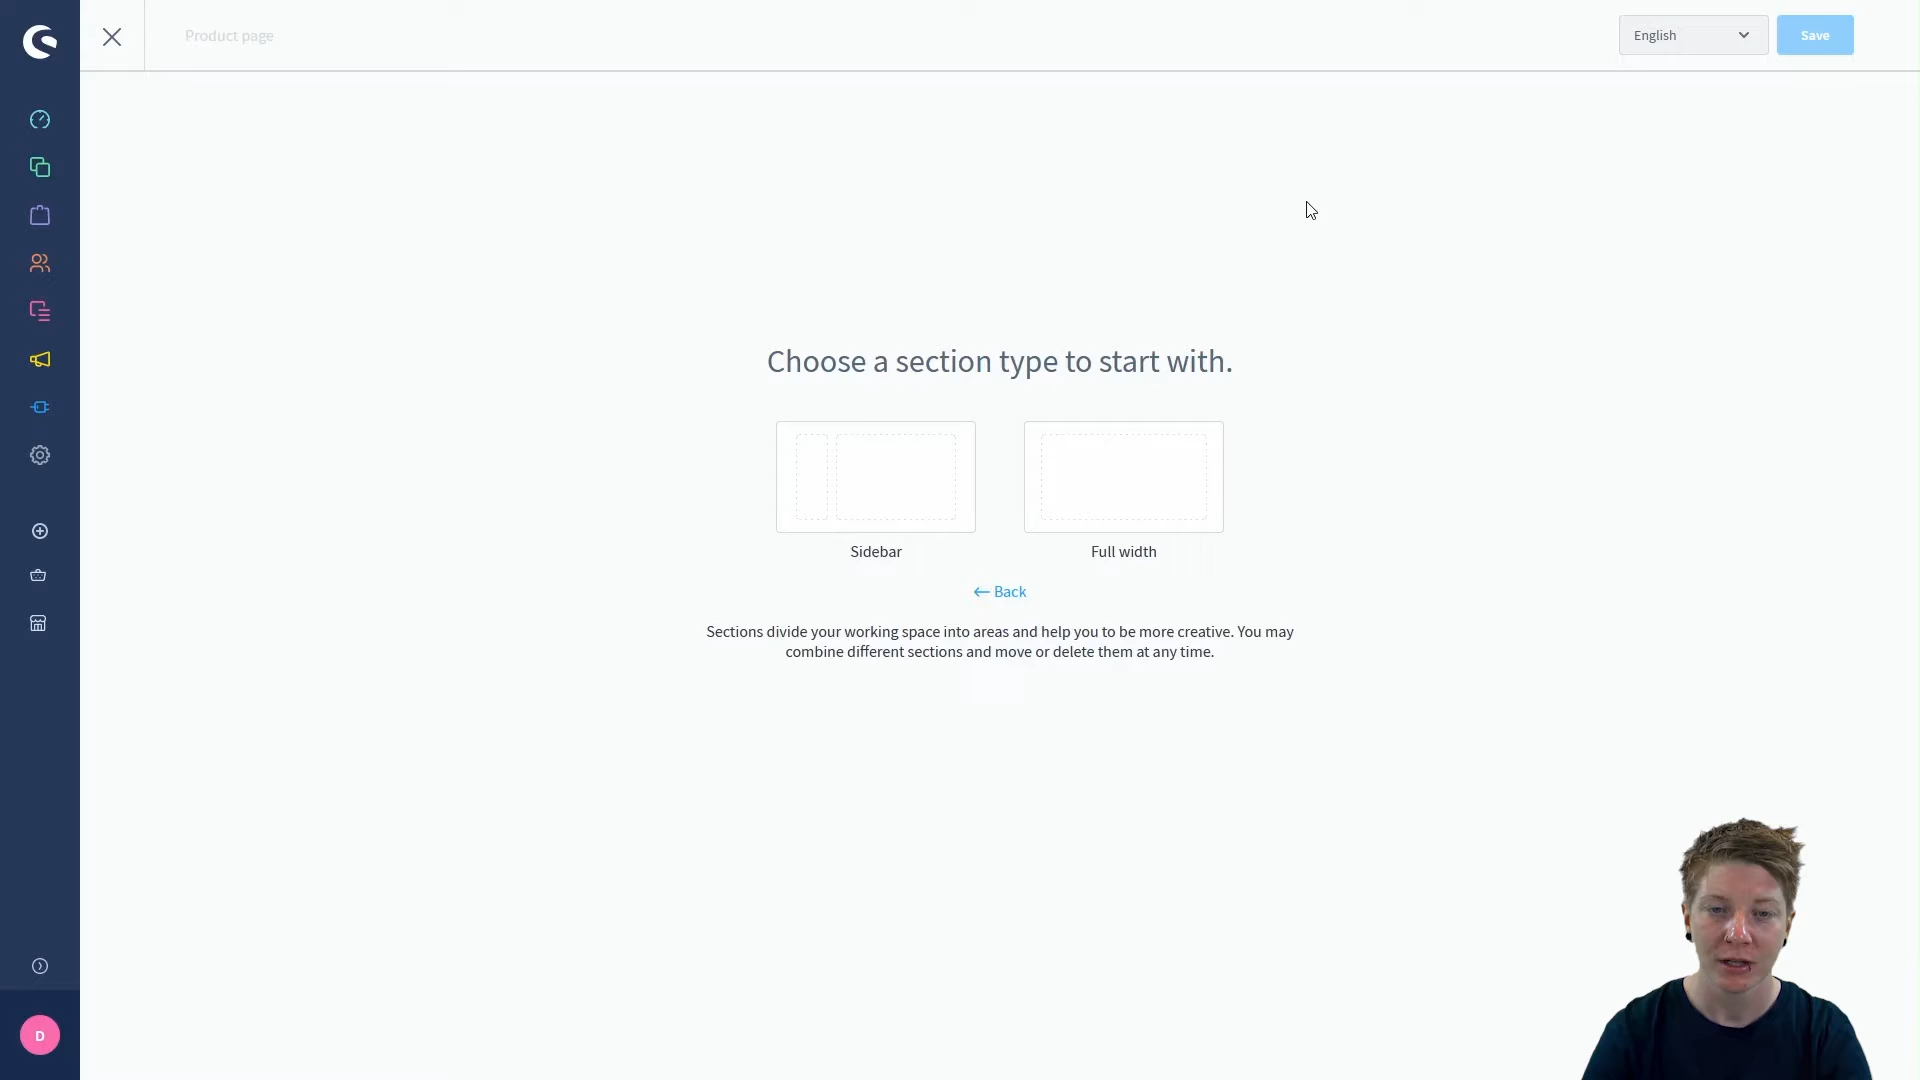 Product page
English
Save
Choose a section type to start with.
Sidebar
Full width
← Back
Sections divide your working space into areas and help you to be more creative. You may
combine different sections and move or delete them at any time.
D